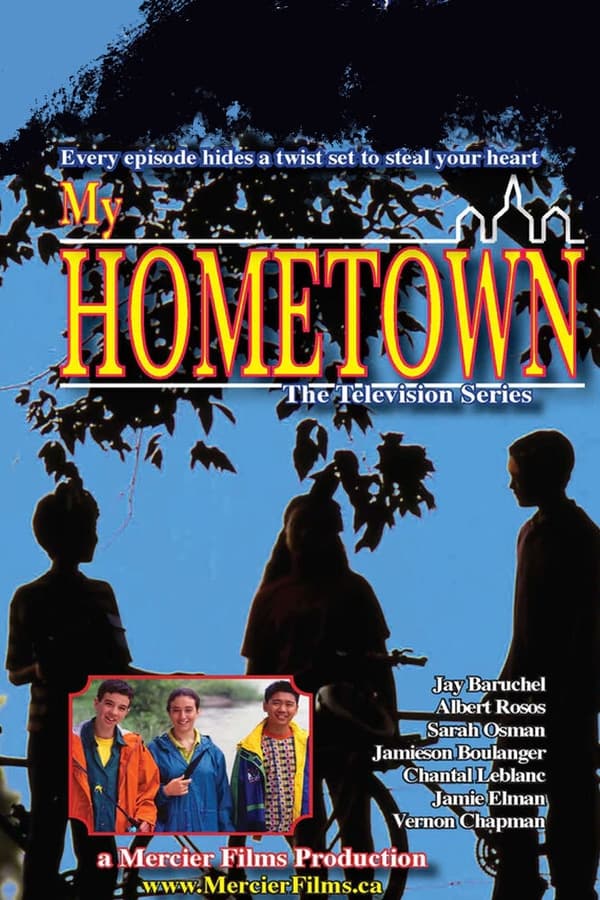 Every episode hides a twist set to steal your heart
My
HOMETOWN
The Television Series
Jay Baruchel
Albert Rosos
Sarah Osman
Jamieson Boulanger
Chantal Leblanc
Jamie Elman
Vernon Chapman
a Mercier Films Production
www.MercierFilms.ca